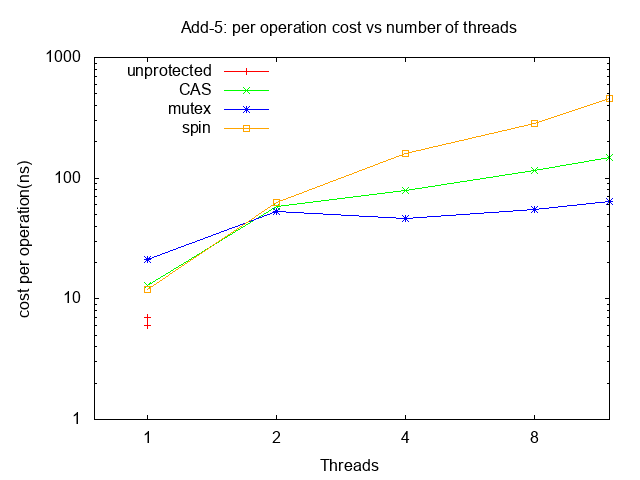 Add-5: per operation cost vs number of threads
1000
unprotected
CAS
mutex
spin
100
cost per operation(ns)
10
1
1 2 4 8
Threads